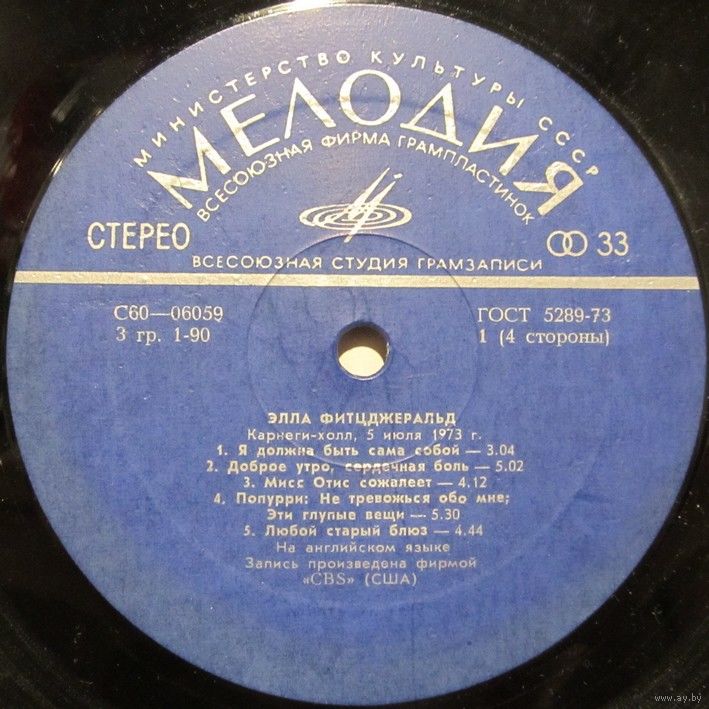 МИНИСТЕРСТВО КУЛЬТУРЫ СССР
МЕЛОДИЯ
ВСЕСОЮЗНАЯ ФИРМА ГРАМПЛАСТИНОК
СТЕРЕО
33
ВСЕСОЮЗНАЯ СТУДИЯ ГРАМЗАПИСИ
С60—06059
ГОСТ 5289-73
3 гр. 1-90
1 (4 стороны)
ЭЛЛА ФИТЦДЖЕРАЛЬД
Карнеги-холл, 5 июля 1973 г.
1. Я должна быть сама собой — 3.04
2. Доброе утро, сердечная боль — 5.02
3. Мисс Отис сожалеет — 4.12
4. Попурри: Не тревожься обо мне;
Эти глупые вещи — 5.30
5. Любой старый блюз — 4.44
На английском языке
Запись произведена фирмой
«CBS» (США)
www.ay.by